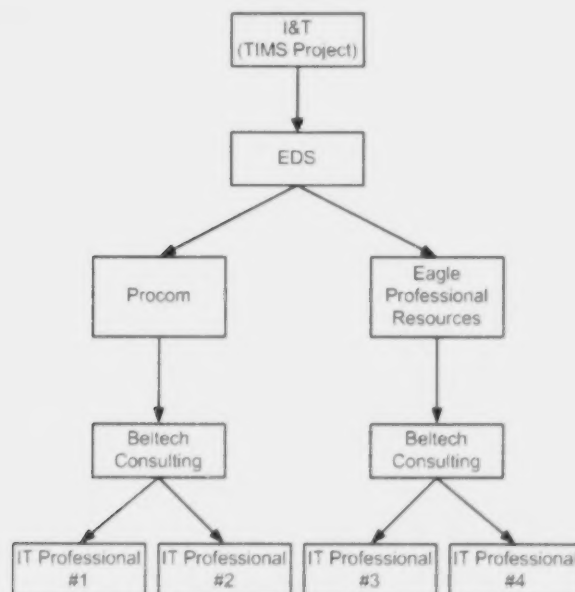 I&T
(TIMS Project)
EDS
Procom
Eagle
Professional
Resources
Beltech
Consulting
Beltech
Consulting
IT Professional
#1
IT Professional
#2
IT Professional
#3
IT Professional
#4